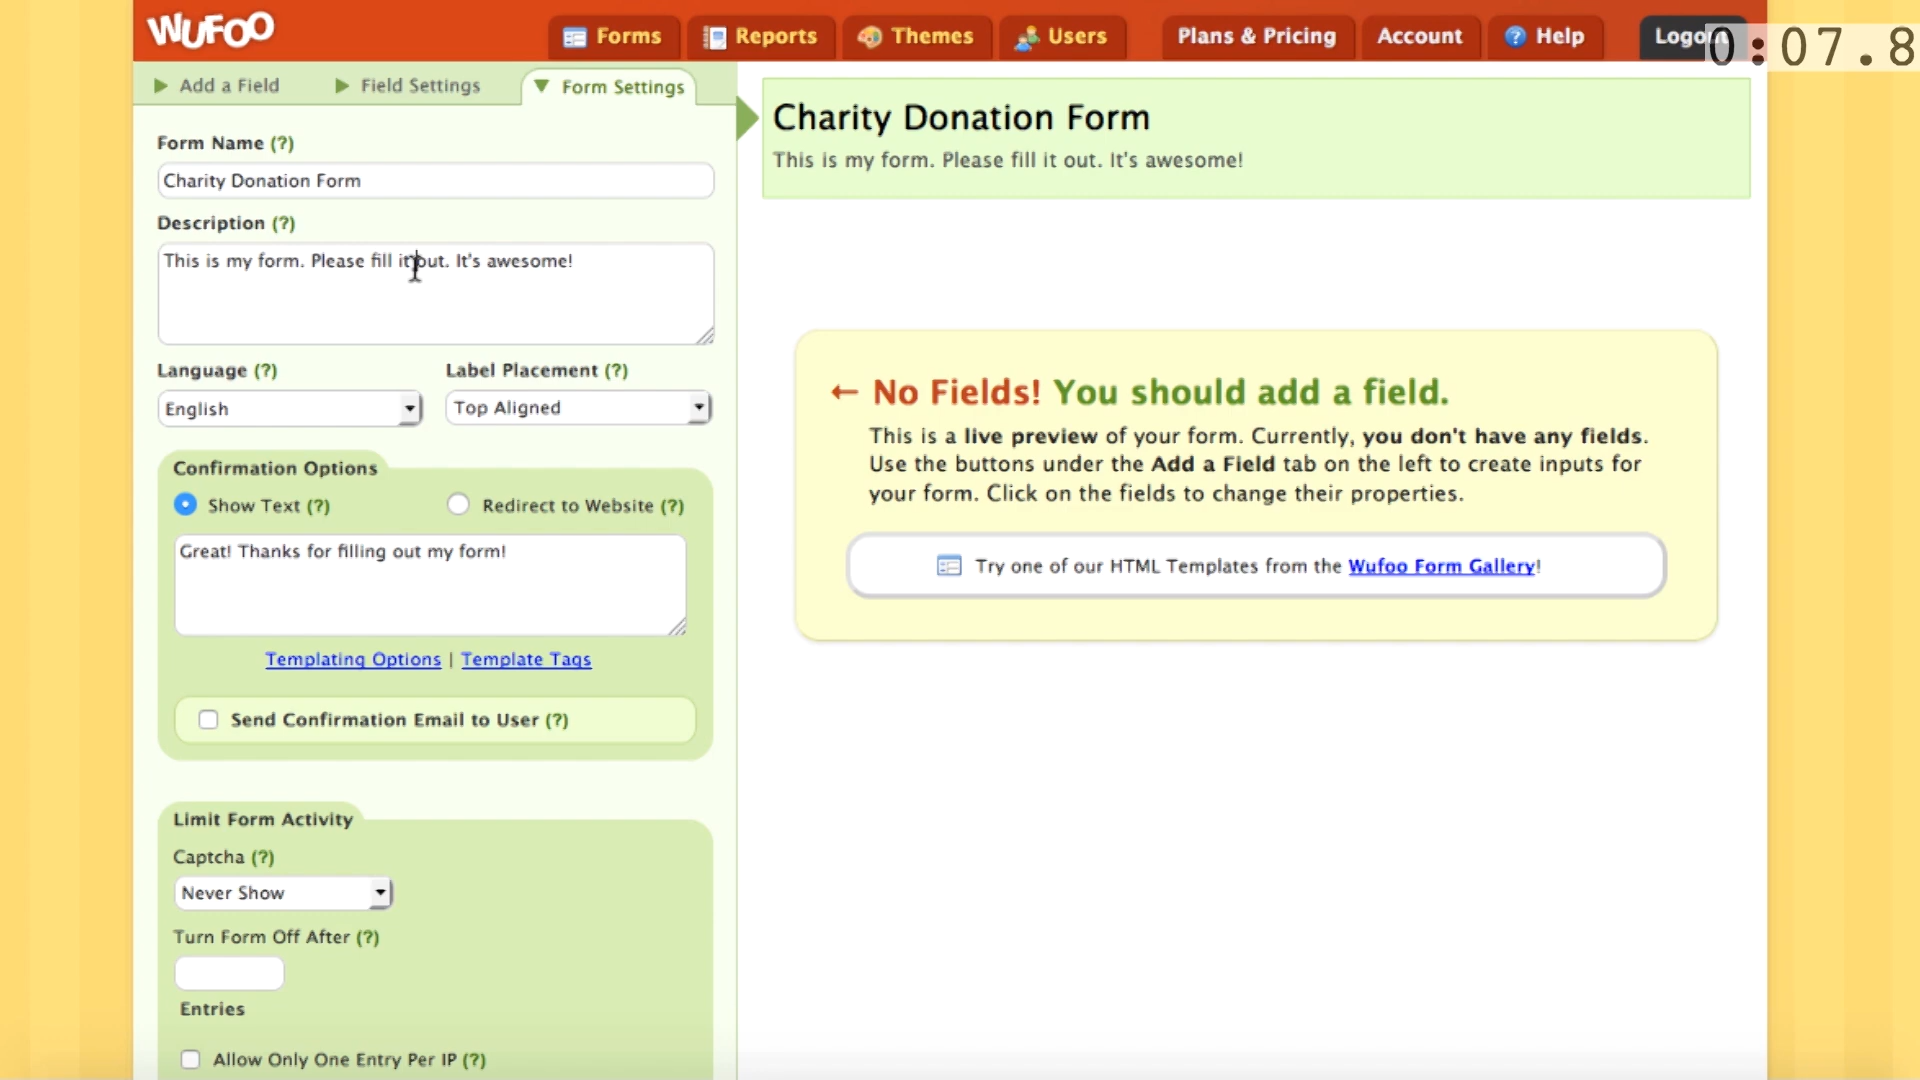 WUFOO
Forms
Reports
Themes
Users
Plans & Pricing
Account
Help
Logout
0:07.8
Add a Field
Field Settings
Form Settings
Form Name (?)
Charity Donation Form
Description (?)
This is my form. Please fill it out. It's awesome!
Language (?)
Label Placement (?)
English
Top Aligned
Confirmation Options
Show Text (?)
Redirect to Website (?)
Great! Thanks for filling out my form!
Templating Options | Template Tags
Send Confirmation Email to User (?)
Limit Form Activity
Captcha (?)
Never Show
Turn Form Off After (?)
Entries
Allow Only One Entry Per IP (?)
Charity Donation Form
This is my form. Please fill it out. It's awesome!
← No Fields! You should add a field.
This is a live preview of your form. Currently, you don't have any fields.
Use the buttons under the Add a Field tab on the left to create inputs for
your form. Click on the fields to change their properties.
Try one of our HTML Templates from the Wufoo Form Gallery!